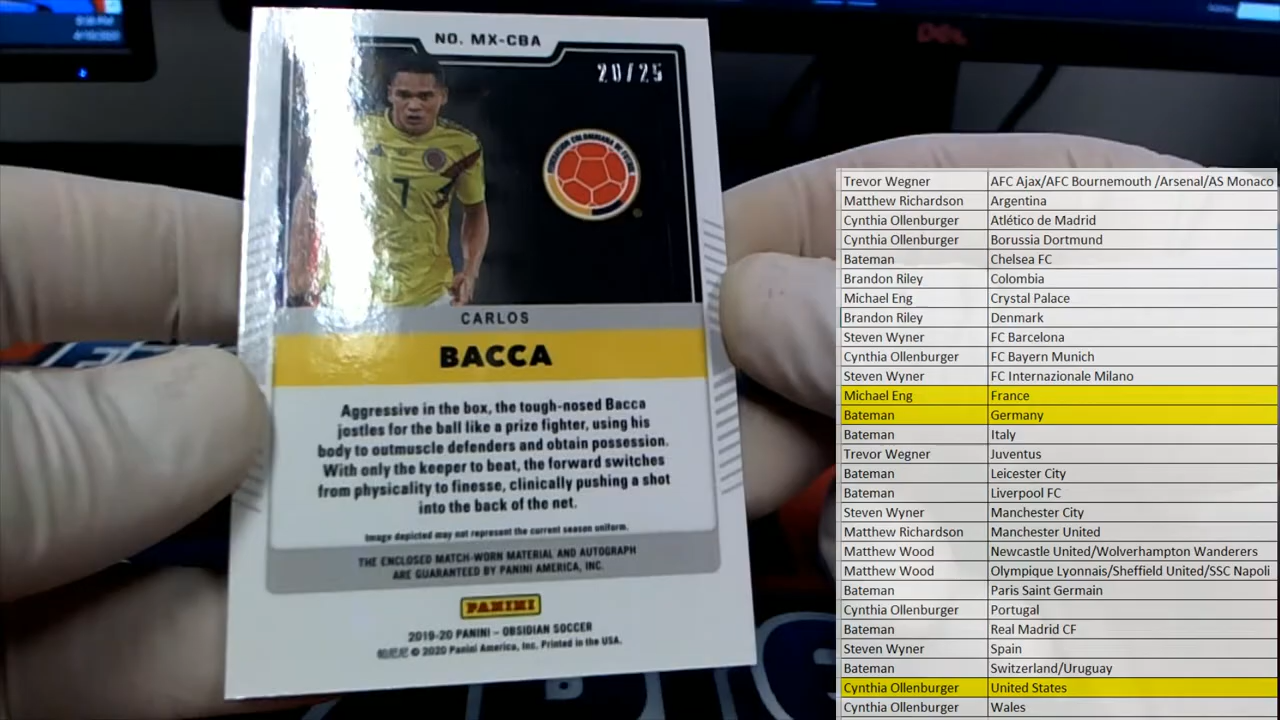 NO. MX-CBA
20/25
FEDERACION COLOMBIANA DE FUTBOL
7
CARLOS
BACCA
Aggressive in the box, the tough-nosed Bacca
jostles for the ball like a prize fighter, using his
body to outmuscle defenders and obtain possession.
With only the keeper to beat, the forward switches
from physicality to finesse, clinically pushing a shot
into the back of the net.
Image depicted may not represent the current season uniform.
THE ENCLOSED MATCH-WORN MATERIAL AND AUTOGRAPH
ARE GUARANTEED BY PANINI AMERICA, INC.
PANINI
2019-20 PANINI – OBSIDIAN SOCCER
帕尼尼 © 2020 Panini America, Inc. Printed in the USA.
Trevor Wegner AFC Ajax/AFC Bournemouth /Arsenal/AS Monaco
Matthew Richardson Argentina
Cynthia Ollenburger Atlético de Madrid
Cynthia Ollenburger Borussia Dortmund
Bateman Chelsea FC
Brandon Riley Colombia
Michael Eng Crystal Palace
Brandon Riley Denmark
Steven Wyner FC Barcelona
Cynthia Ollenburger FC Bayern Munich
Steven Wyner FC Internazionale Milano
Michael Eng France
Bateman Germany
Bateman Italy
Trevor Wegner Juventus
Bateman Leicester City
Bateman Liverpool FC
Steven Wyner Manchester City
Matthew Richardson Manchester United
Matthew Wood Newcastle United/Wolverhampton Wanderers
Matthew Wood Olympique Lyonnais/Sheffield United/SSC Napoli
Bateman Paris Saint Germain
Cynthia Ollenburger Portugal
Bateman Real Madrid CF
Steven Wyner Spain
Bateman Switzerland/Uruguay
Cynthia Ollenburger United States
Cynthia Ollenburger Wales